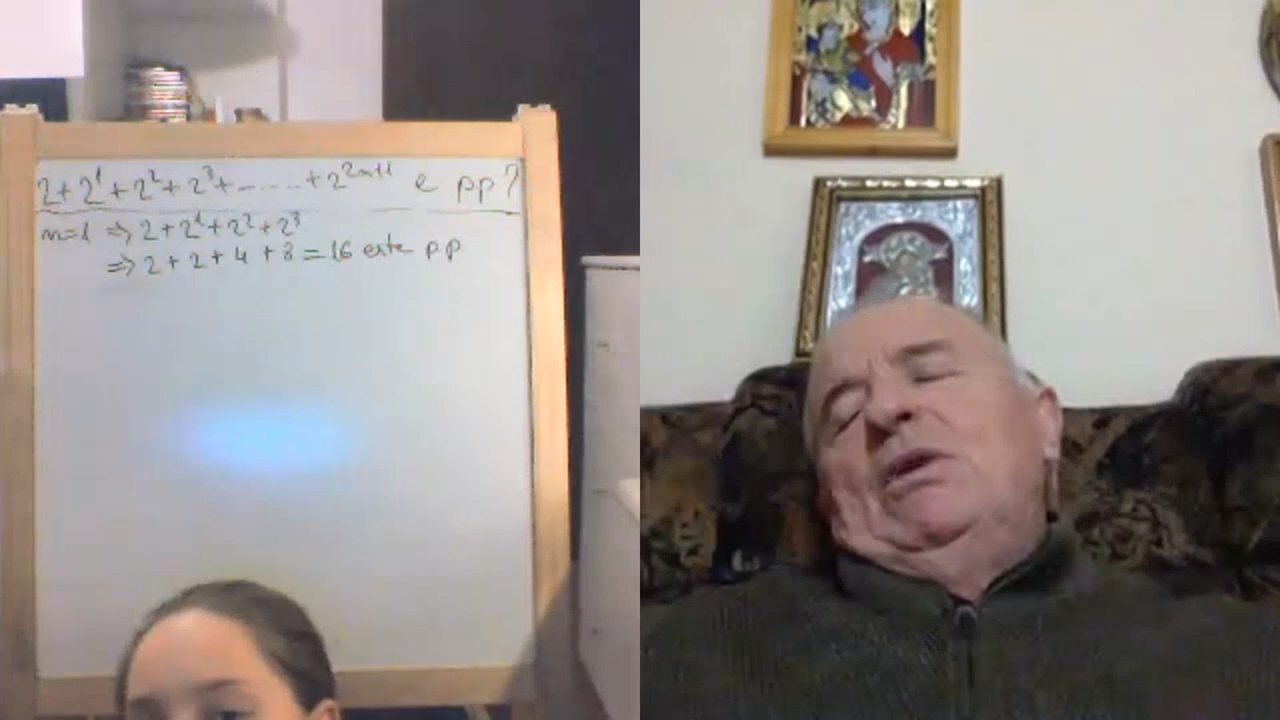 2+2¹+2²+2³+......+2²ⁿ⁺¹ e pp?
n=1 ⇒ 2+2¹+2²+2³
⇒ 2+2+4+8=16 este pp